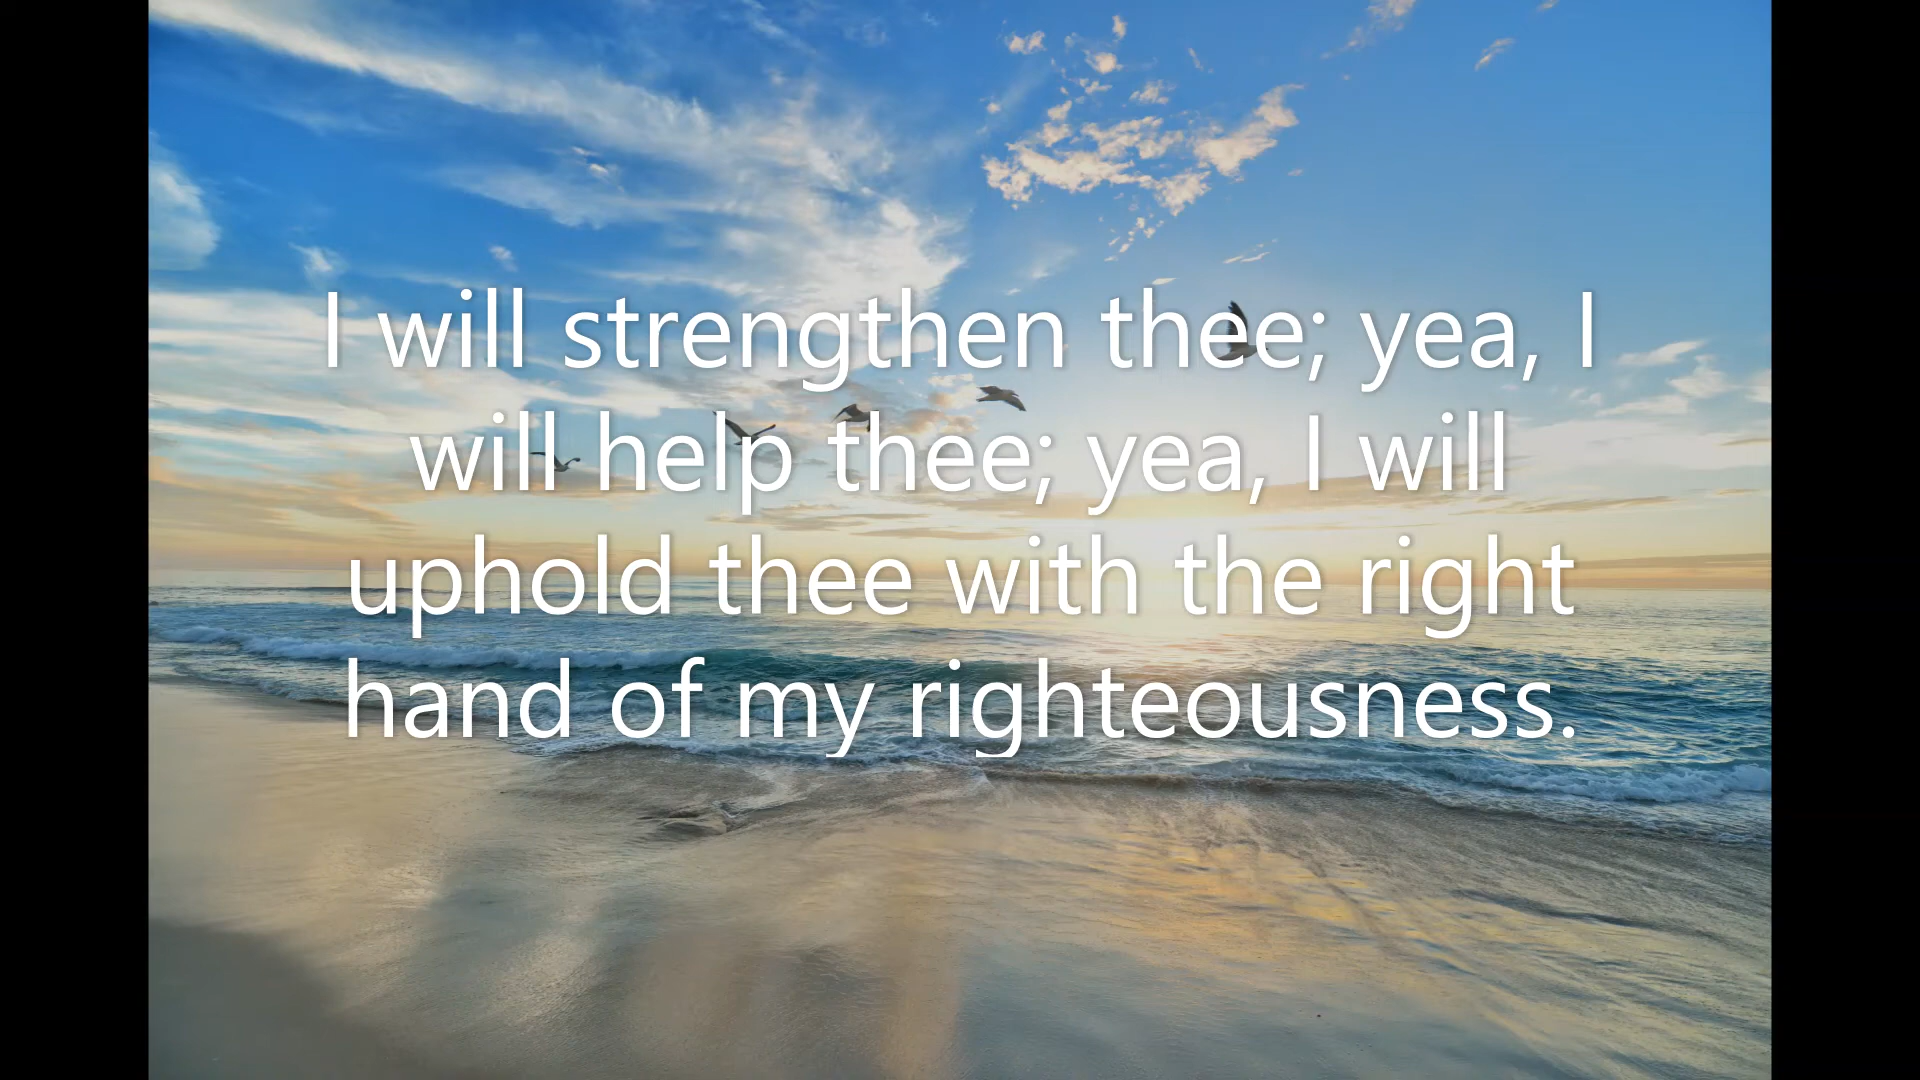 I will strengthen thee; yea, I
will help thee; yea, I will
uphold thee with the right
hand of my righteousness.